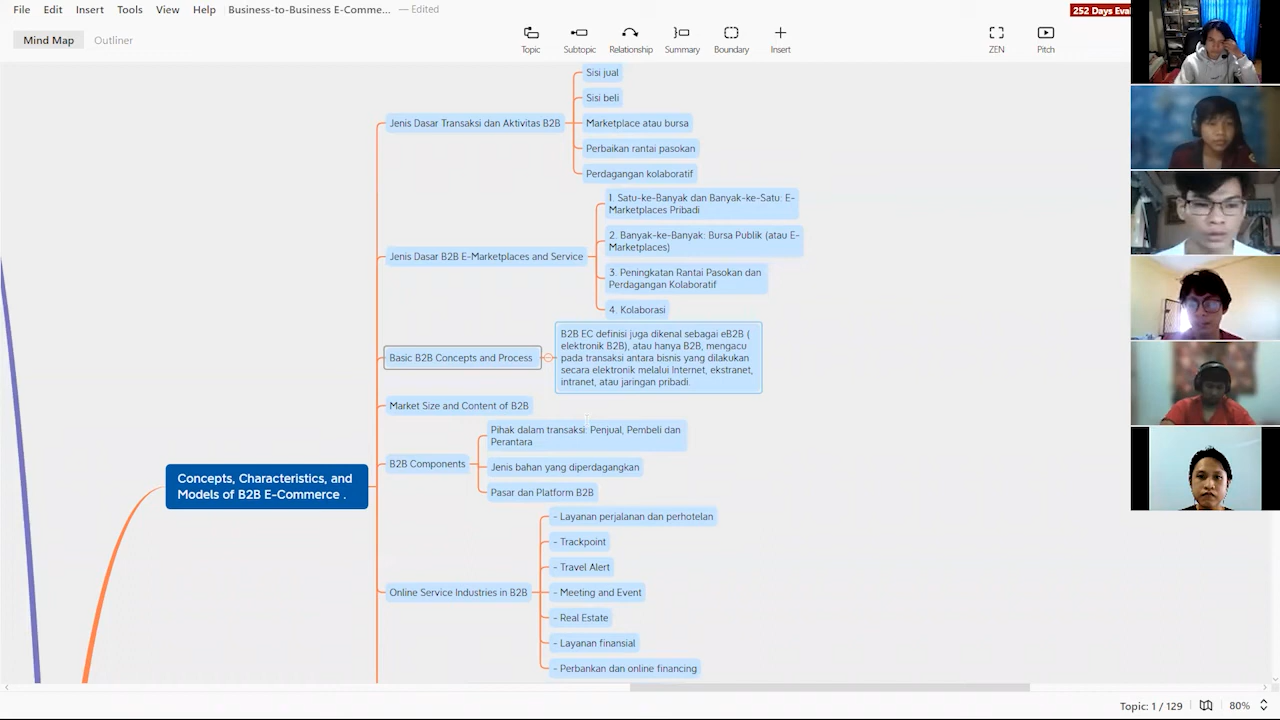 File Edit Insert Tools View Help Business-to-Business E-Comme... — Edited
252 Days
Mind Map Outliner
Topic Subtopic Relationship Summary Boundary Insert ZEN Pitch
Sisi jual
Sisi beli
Jenis Dasar Transaksi dan Aktivitas B2B
Marketplace atau bursa
Perbaikan rantai pasokan
Perdagangan kolaboratif
1. Satu-ke-Banyak dan Banyak-ke-Satu: E-
Marketplaces Pribadi
2. Banyak-ke-Banyak: Bursa Publik (atau E-
Marketplaces)
Jenis Dasar B2B E-Marketplaces and Service
3. Peningkatan Rantai Pasokan dan
Perdagangan Kolaboratif
4. Kolaborasi
Basic B2B Concepts and Process
B2B EC definisi juga dikenal sebagai eB2B (
elektronik B2B), atau hanya B2B, mengacu
pada transaksi antara bisnis yang dilakukan
secara elektronik melalui Internet, ekstranet,
intranet, atau jaringan pribadi.
Market Size and Content of B2B
Pihak dalam transaksi: Penjual, Pembeli dan
Perantara
B2B Components
Jenis bahan yang diperdagangkan
Pasar dan Platform B2B
Concepts, Characteristics, and
Models of B2B E-Commerce .
- Layanan perjalanan dan perhotelan
- Trackpoint
- Travel Alert
Online Service Industries in B2B
- Meeting and Event
- Real Estate
- Layanan finansial
- Perbankan dan online financing
Topic: 1 / 129 80%